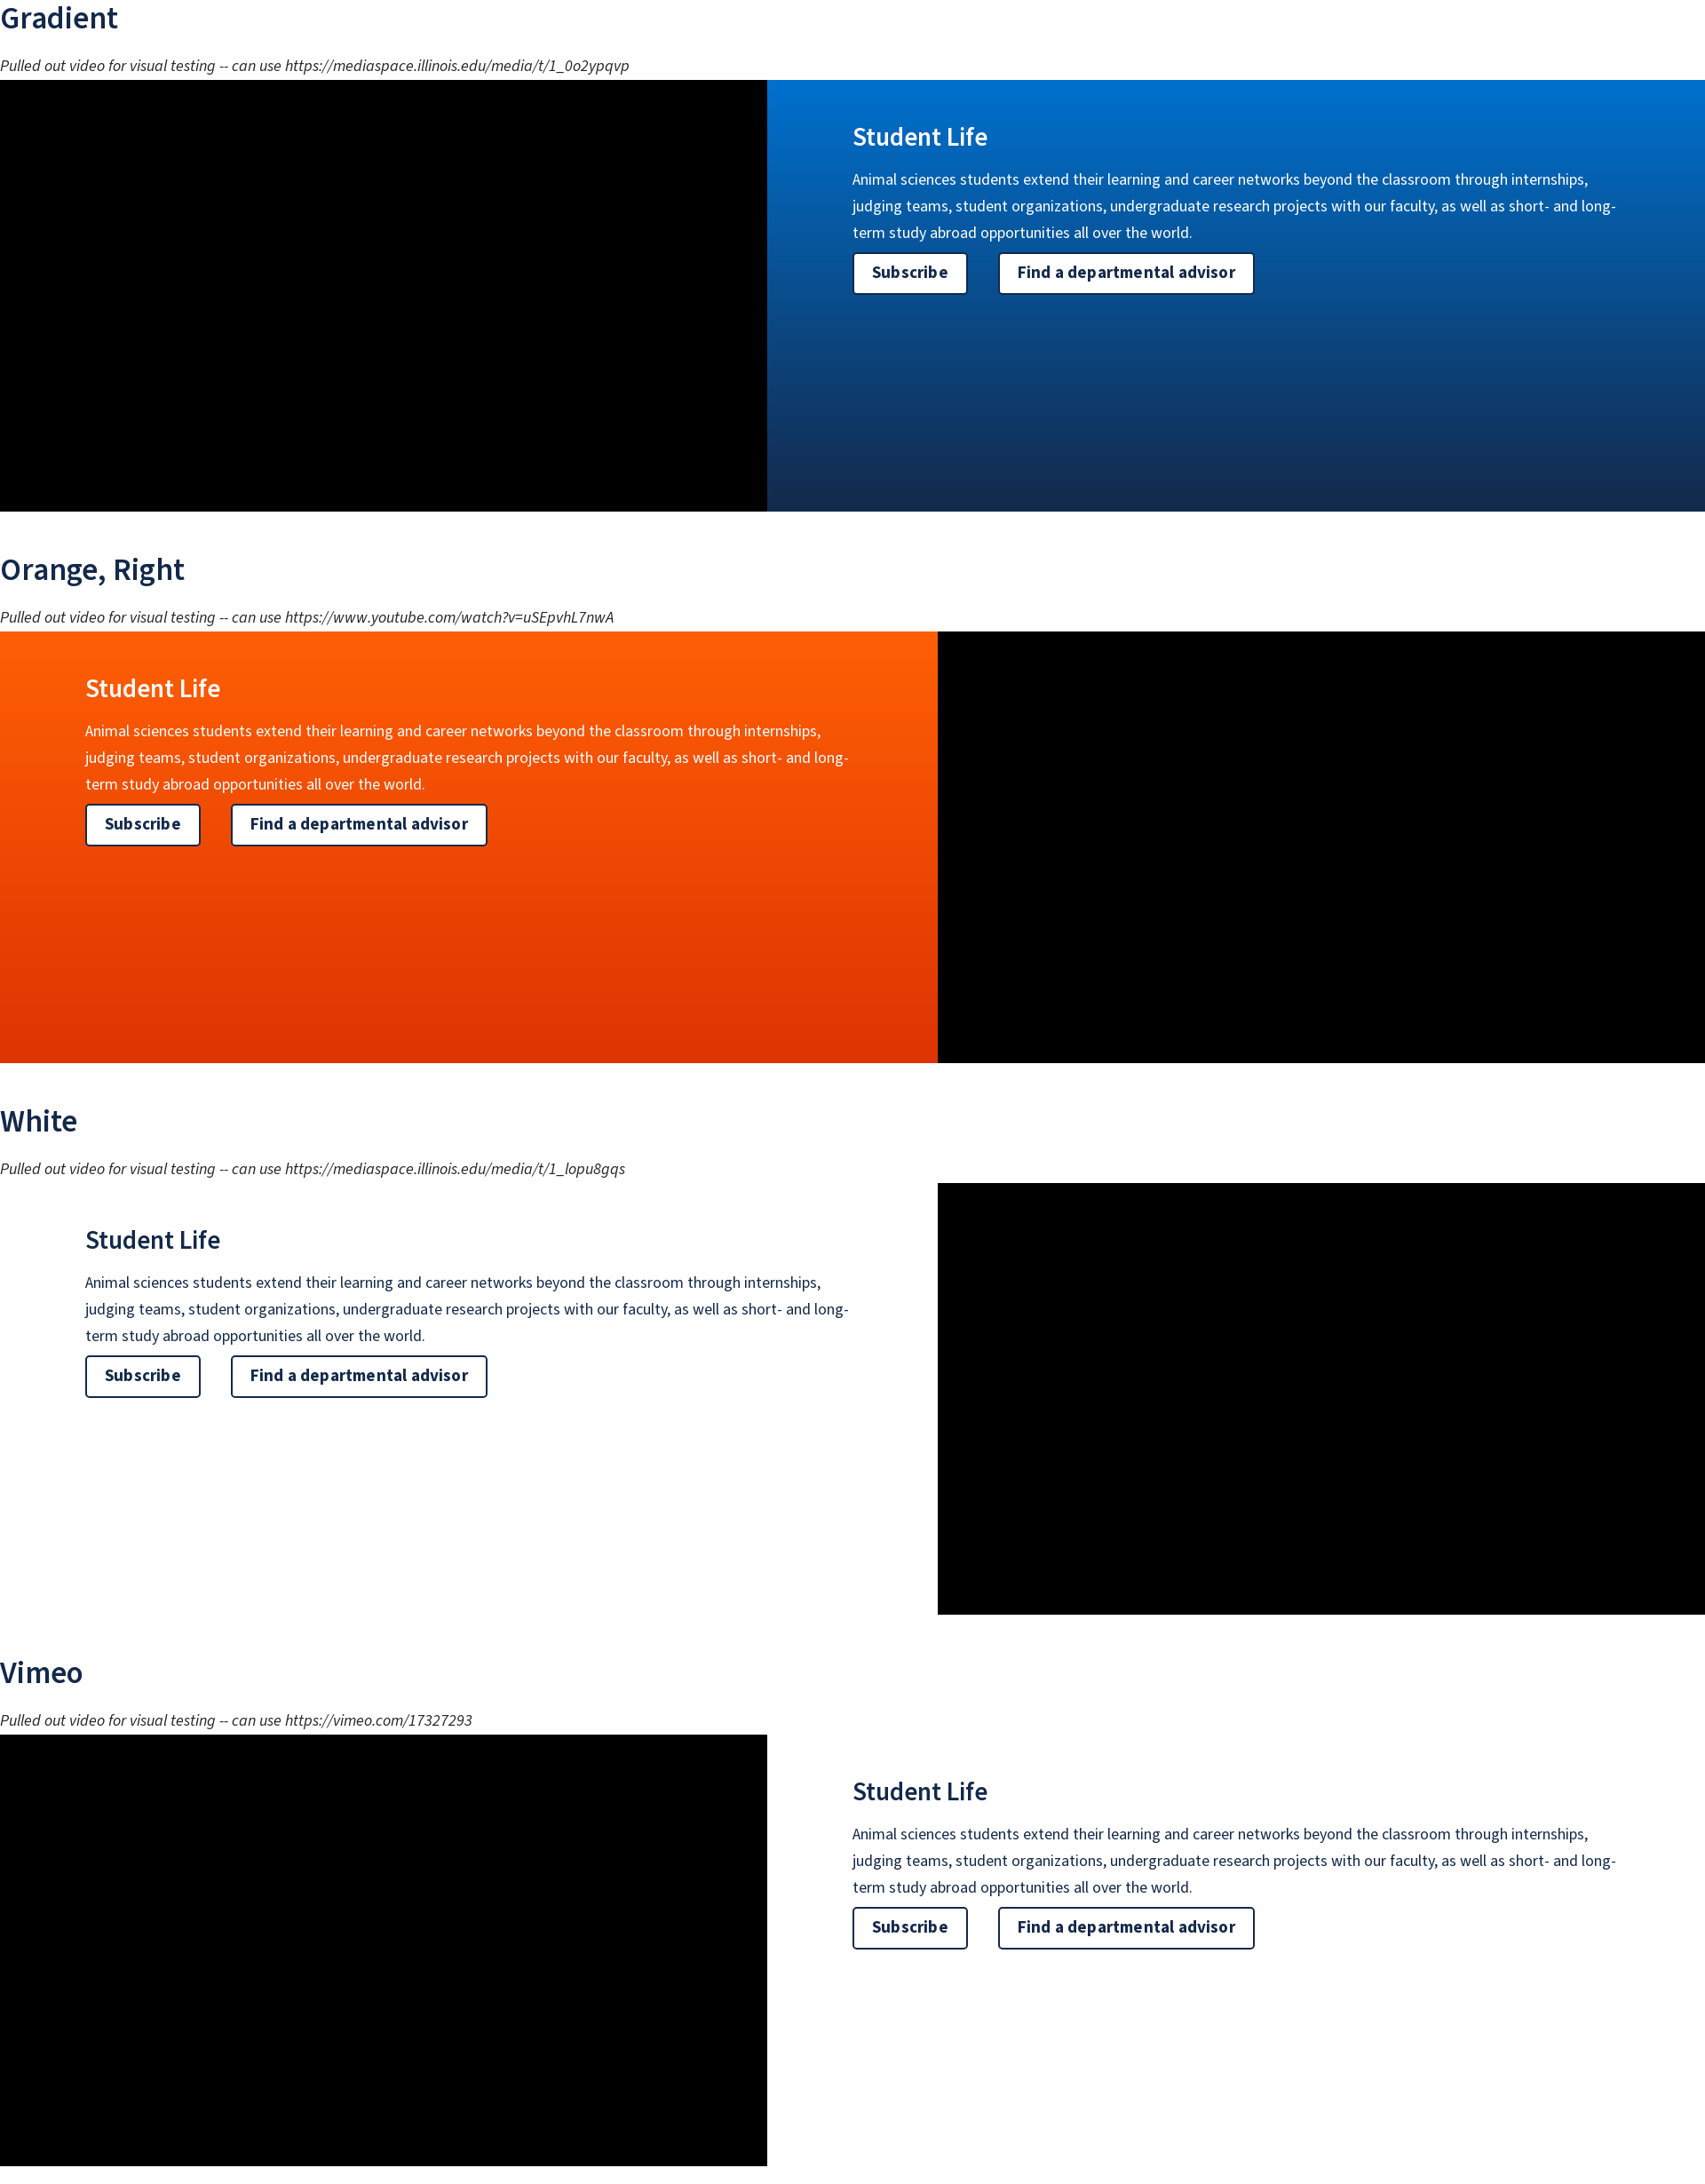 Gradient
Pulled out video for visual testing -- can use https://mediaspace.illinois.edu/media/t/1_0o2ypqvp
Student Life
Animal sciences students extend their learning and career networks beyond the classroom through internships,
judging teams, student organizations, undergraduate research projects with our faculty, as well as short- and long-
term study abroad opportunities all over the world.
Subscribe
Find a departmental advisor
Orange, Right
Pulled out video for visual testing -- can use https://www.youtube.com/watch?v=uSEpvhL7nwA
Student Life
Animal sciences students extend their learning and career networks beyond the classroom through internships,
judging teams, student organizations, undergraduate research projects with our faculty, as well as short- and long-
term study abroad opportunities all over the world.
Subscribe
Find a departmental advisor
White
Pulled out video for visual testing -- can use https://mediaspace.illinois.edu/media/t/1_lopu8gqs
Student Life
Animal sciences students extend their learning and career networks beyond the classroom through internships,
judging teams, student organizations, undergraduate research projects with our faculty, as well as short- and long-
term study abroad opportunities all over the world.
Subscribe
Find a departmental advisor
Vimeo
Pulled out video for visual testing -- can use https://vimeo.com/17327293
Student Life
Animal sciences students extend their learning and career networks beyond the classroom through internships,
judging teams, student organizations, undergraduate research projects with our faculty, as well as short- and long-
term study abroad opportunities all over the world.
Subscribe
Find a departmental advisor